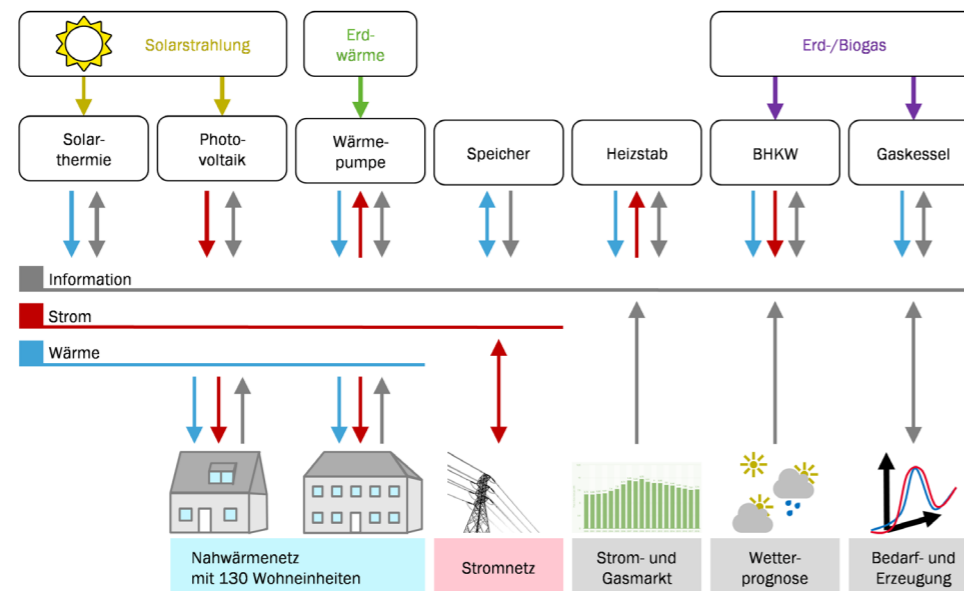 Solarstrahlung
Erd-
wärme
Erd-/Biogas
Solar-
thermie
Photo-
voltaik
Wärme-
pumpe
Speicher
Heizstab
BHKW
Gaskessel
Information
Strom
Wärme
Nahwärmenetz
mit 130 Wohneinheiten
Stromnetz
Strom- und
Gasmarkt
Wetter-
prognose
Bedarf- und
Erzeugung